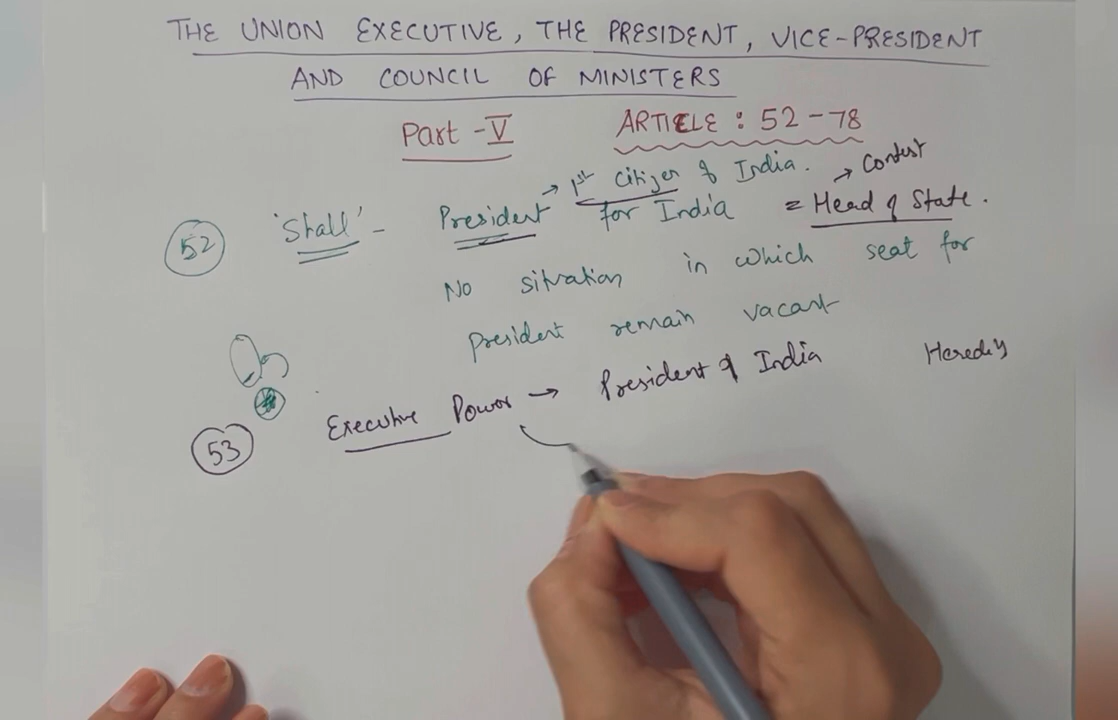 THE UNION EXECUTIVE, THE PRESIDENT, VICE-PRESIDENT
AND COUNCIL OF MINISTERS
Part -V ARTICLE : 52-78
→ 1st Citizen of India. → Contest
52 'Shall' - President for India = Head of State.
No situation in which seat for
president remain vacant
53 Executive Power → President of India